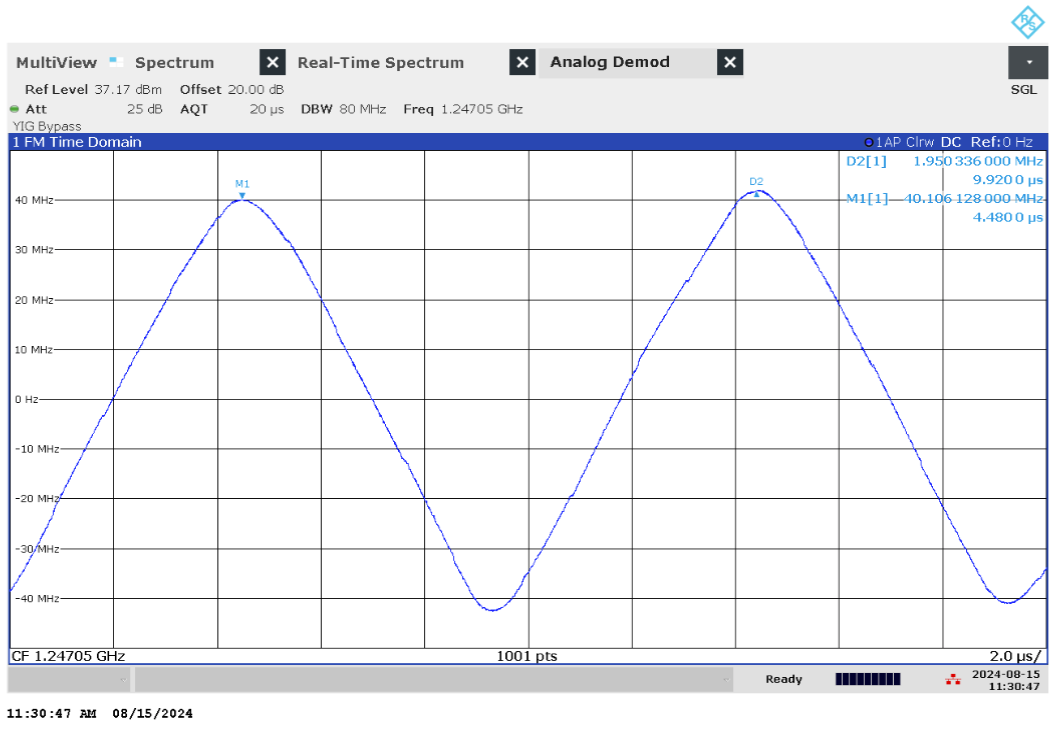 R&S
MultiView Spectrum Real-Time Spectrum Analog Demod
Ref Level 37.17 dBm Offset 20.00 dB SGL
Att 25 dB AQT 20 µs DBW 80 MHz Freq 1.24705 GHz
YIG Bypass
1 FM Time Domain 1AP Clrw DC Ref:0 Hz
D2[1] 1.950 336 000 MHz
9.920 0 µs
M1[1] 40.106 128 000 MHz
4.480 0 µs
M1
D2
40 MHz
30 MHz
20 MHz
10 MHz
0 Hz
-10 MHz
-20 MHz
-30 MHz
-40 MHz
CF 1.24705 GHz 1001 pts 2.0 µs/
Ready 2024-08-15
11:30:47
11:30:47 AM 08/15/2024